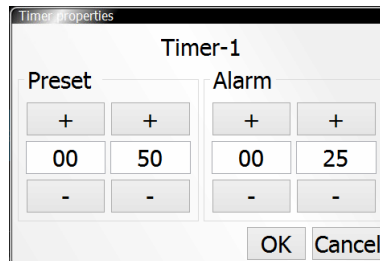 Timer properties
Timer-1
Preset Alarm
+ + + +
00 50 00 25
- - - -
OK Cancel